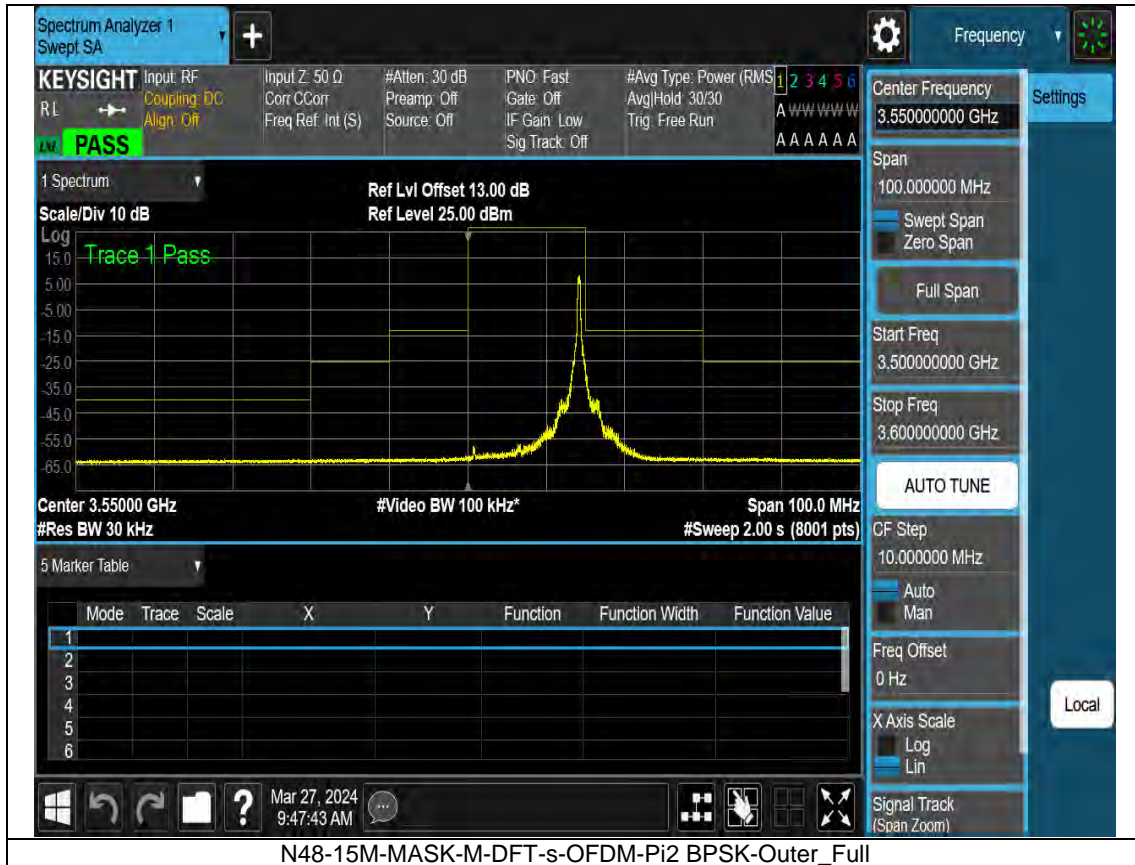 Spectrum Analyzer 1
Swept SA
Frequency
KEYSIGHT
Input: RF
Coupling: DC
Align: Off
Input Z: 50 Ω
Corr CCorr
Freq Ref: Int (S)
#Atten: 30 dB
Preamp: Off
Source: Off
PNO: Fast
Gate: Off
IF Gain: Low
Sig Track: Off
#Avg Type: Power (RMS
Avg|Hold: 30/30
Trig: Free Run
1 2 3 4 5 6
A W W W W W
A A A A A A
R L
PASS
Center Frequency
3.550000000 GHz
Settings
Span
100.000000 MHz
Swept Span
Zero Span
Full Span
Start Freq
3.500000000 GHz
Stop Freq
3.600000000 GHz
AUTO TUNE
CF Step
10.000000 MHz
Auto
Man
Freq Offset
0 Hz
X Axis Scale
Log
Lin
Signal Track
(Span Zoom)
Local
1 Spectrum
Scale/Div 10 dB
Ref Lvl Offset 13.00 dB
Ref Level 25.00 dBm
Log
Trace 1 Pass
15.0
5.00
-5.00
-15.0
-25.0
-35.0
-45.0
-55.0
-65.0
Center 3.55000 GHz
#Video BW 100 kHz*
Span 100.0 MHz
#Res BW 30 kHz
#Sweep 2.00 s (8001 pts)
5 Marker Table
Mode Trace Scale X Y Function Function Width Function Value
1
2
3
4
5
6
?
Mar 27, 2024
9:47:43 AM
N48-15M-MASK-M-DFT-s-OFDM-Pi2 BPSK-Outer_Full